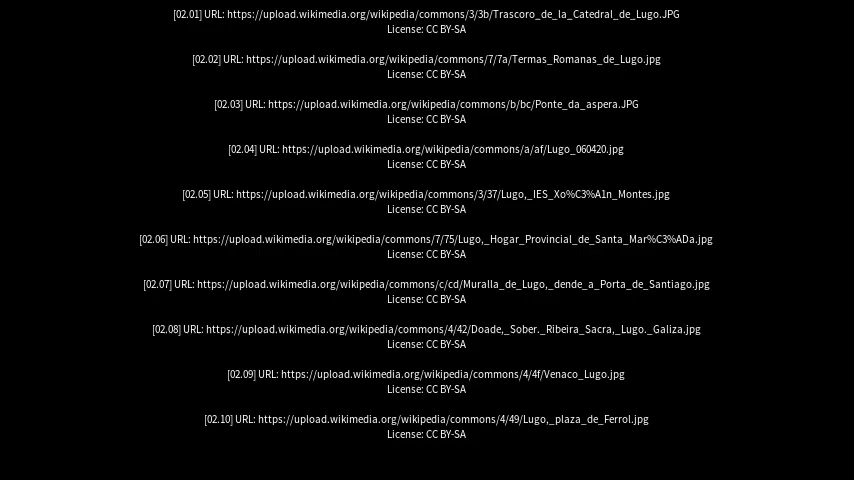 [02.01] URL: https://upload.wikimedia.org/wikipedia/commons/3/3b/Trascoro_de_la_Catedral_de_Lugo.JPG
License: CC BY-SA
[02.02] URL: https://upload.wikimedia.org/wikipedia/commons/7/7a/Termas_Romanas_de_Lugo.jpg
License: CC BY-SA
[02.03] URL: https://upload.wikimedia.org/wikipedia/commons/b/bc/Ponte_da_aspera.JPG
License: CC BY-SA
[02.04] URL: https://upload.wikimedia.org/wikipedia/commons/a/af/Lugo_060420.jpg
License: CC BY-SA
[02.05] URL: https://upload.wikimedia.org/wikipedia/commons/3/37/Lugo,_IES_Xo%C3%A1n_Montes.jpg
License: CC BY-SA
[02.06] URL: https://upload.wikimedia.org/wikipedia/commons/7/75/Lugo,_Hogar_Provincial_de_Santa_Mar%C3%ADa.jpg
License: CC BY-SA
[02.07] URL: https://upload.wikimedia.org/wikipedia/commons/c/cd/Muralla_de_Lugo,_dende_a_Porta_de_Santiago.jpg
License: CC BY-SA
[02.08] URL: https://upload.wikimedia.org/wikipedia/commons/4/42/Doade,_Sober._Ribeira_Sacra,_Lugo._Galiza.jpg
License: CC BY-SA
[02.09] URL: https://upload.wikimedia.org/wikipedia/commons/4/4f/Venaco_Lugo.jpg
License: CC BY-SA
[02.10] URL: https://upload.wikimedia.org/wikipedia/commons/4/49/Lugo,_plaza_de_Ferrol.jpg
License: CC BY-SA